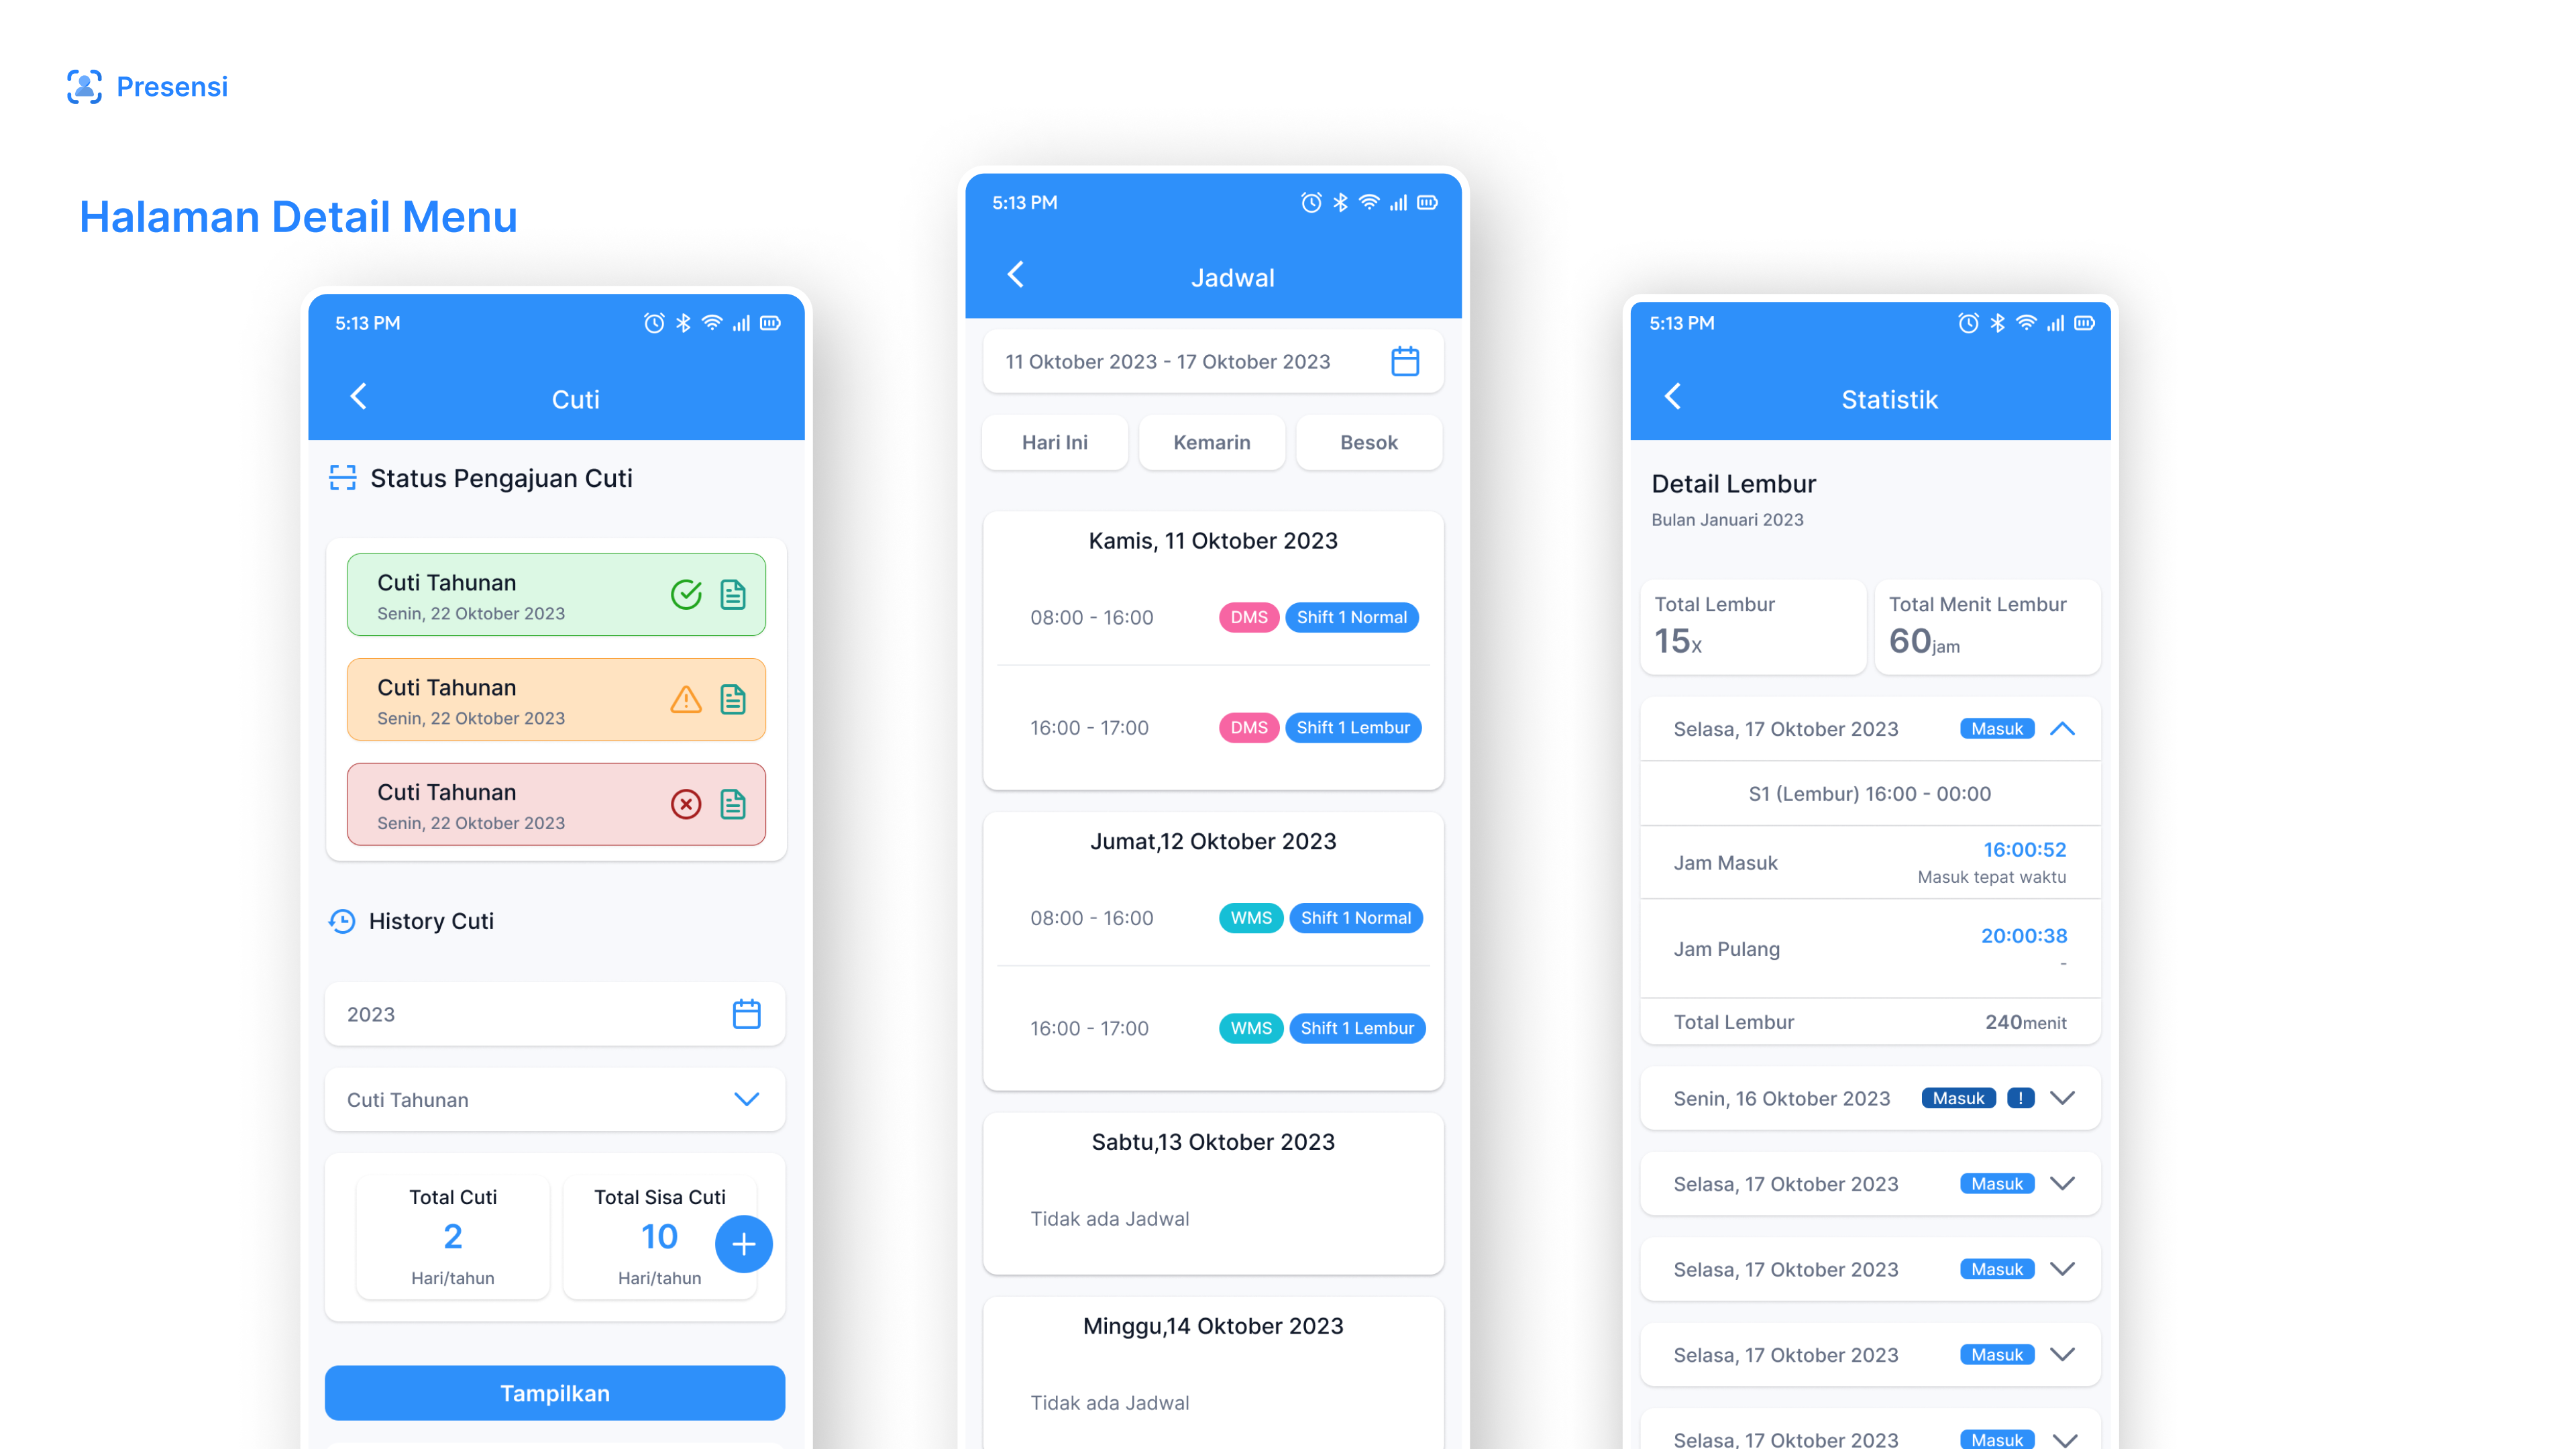 Presensi
Halaman Detail Menu
5:13 PM
Cuti
Status Pengajuan Cuti
Cuti Tahunan
Senin, 22 Oktober 2023
Cuti Tahunan
Senin, 22 Oktober 2023
Cuti Tahunan
Senin, 22 Oktober 2023
History Cuti
2023
Cuti Tahunan
Total Cuti
2
Hari/tahun
Total Sisa Cuti
10
Hari/tahun
Tampilkan
5:13 PM
Jadwal
11 Oktober 2023 - 17 Oktober 2023
Hari Ini
Kemarin
Besok
Kamis, 11 Oktober 2023
08:00 - 16:00 DMS Shift 1 Normal
16:00 - 17:00 DMS Shift 1 Lembur
Jumat,12 Oktober 2023
08:00 - 16:00 WMS Shift 1 Normal
16:00 - 17:00 WMS Shift 1 Lembur
Sabtu,13 Oktober 2023
Tidak ada Jadwal
Minggu,14 Oktober 2023
Tidak ada Jadwal
5:13 PM
Statistik
Detail Lembur
Bulan Januari 2023
Total Lembur
15x
Total Menit Lembur
60jam
Selasa, 17 Oktober 2023 Masuk
S1 (Lembur) 16:00 - 00:00
Jam Masuk 16:00:52
Masuk tepat waktu
Jam Pulang 20:00:38
-
Total Lembur 240menit
Senin, 16 Oktober 2023 Masuk !
Selasa, 17 Oktober 2023 Masuk
Selasa, 17 Oktober 2023 Masuk
Selasa, 17 Oktober 2023 Masuk
Selasa, 17 Oktober 2023 Masuk